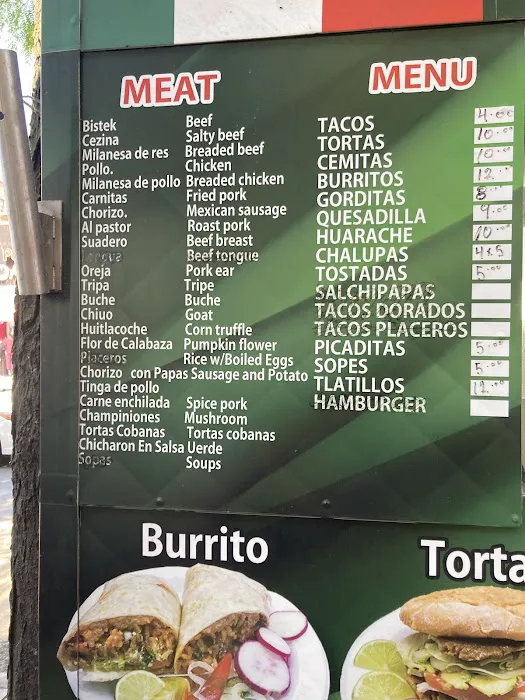 MEAT
Bistek Beef
Cezina Salty beef
Milanesa de res Breaded beef
Pollo. Chicken
Milanesa de pollo Breaded chicken
Carnitas Fried pork
Chorizo. Mexican sausage
Al pastor Roast pork
Suadero Beef breast
Lengua Beef tongue
Oreja Pork ear
Tripa Tripe
Buche Buche
Chiuo Goat
Huitlacoche Corn truffle
Flor de Calabaza Pumpkin flower
Placeros Rice w/Boiled Eggs
Chorizo con Papas Sausage and Potato
Tinga de pollo
Carne enchilada Spice pork
Champiniones Mushroom
Tortas Cobanas Tortas cobanas
Chicharon En Salsa Uerde
Sopas Soups
MENU
TACOS 4.00
TORTAS 10.00
CEMITAS 10.00
BURRITOS 12.00
GORDITAS 5.00
QUESADILLA 9.00
HUARACHE 10.00
CHALUPAS 4x5
TOSTADAS 5.00
SALCHIPAPAS
TACOS DORADOS
TACOS PLACEROS
PICADITAS 5.00
SOPES 5.00
TLATILLOS 12.00
HAMBURGER
Burrito
Torta